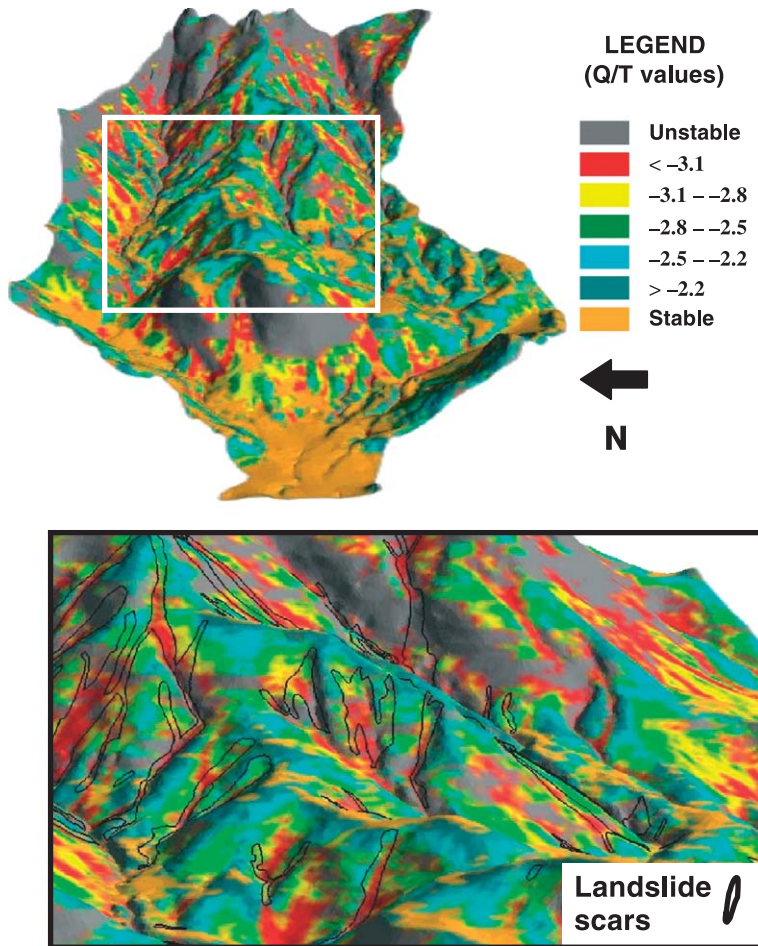 LEGEND
(Q/T values)
Unstable
< –3.1
–3.1 – –2.8
–2.8 – –2.5
–2.5 – –2.2
> –2.2
Stable
N
Landslide
scars